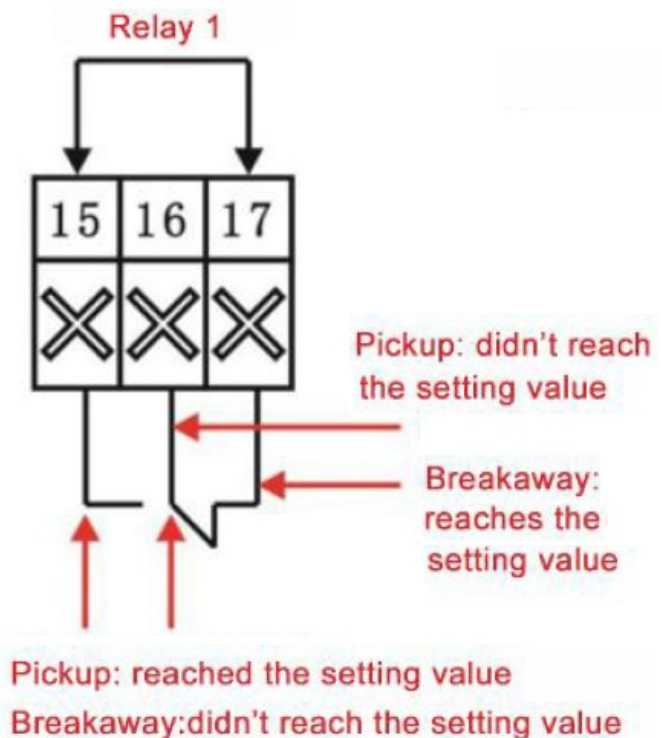 Relay 1
15 16 17
Pickup: didn't reach
the setting value
Breakaway:
reaches the
setting value
Pickup: reached the setting value
Breakaway:didn't reach the setting value